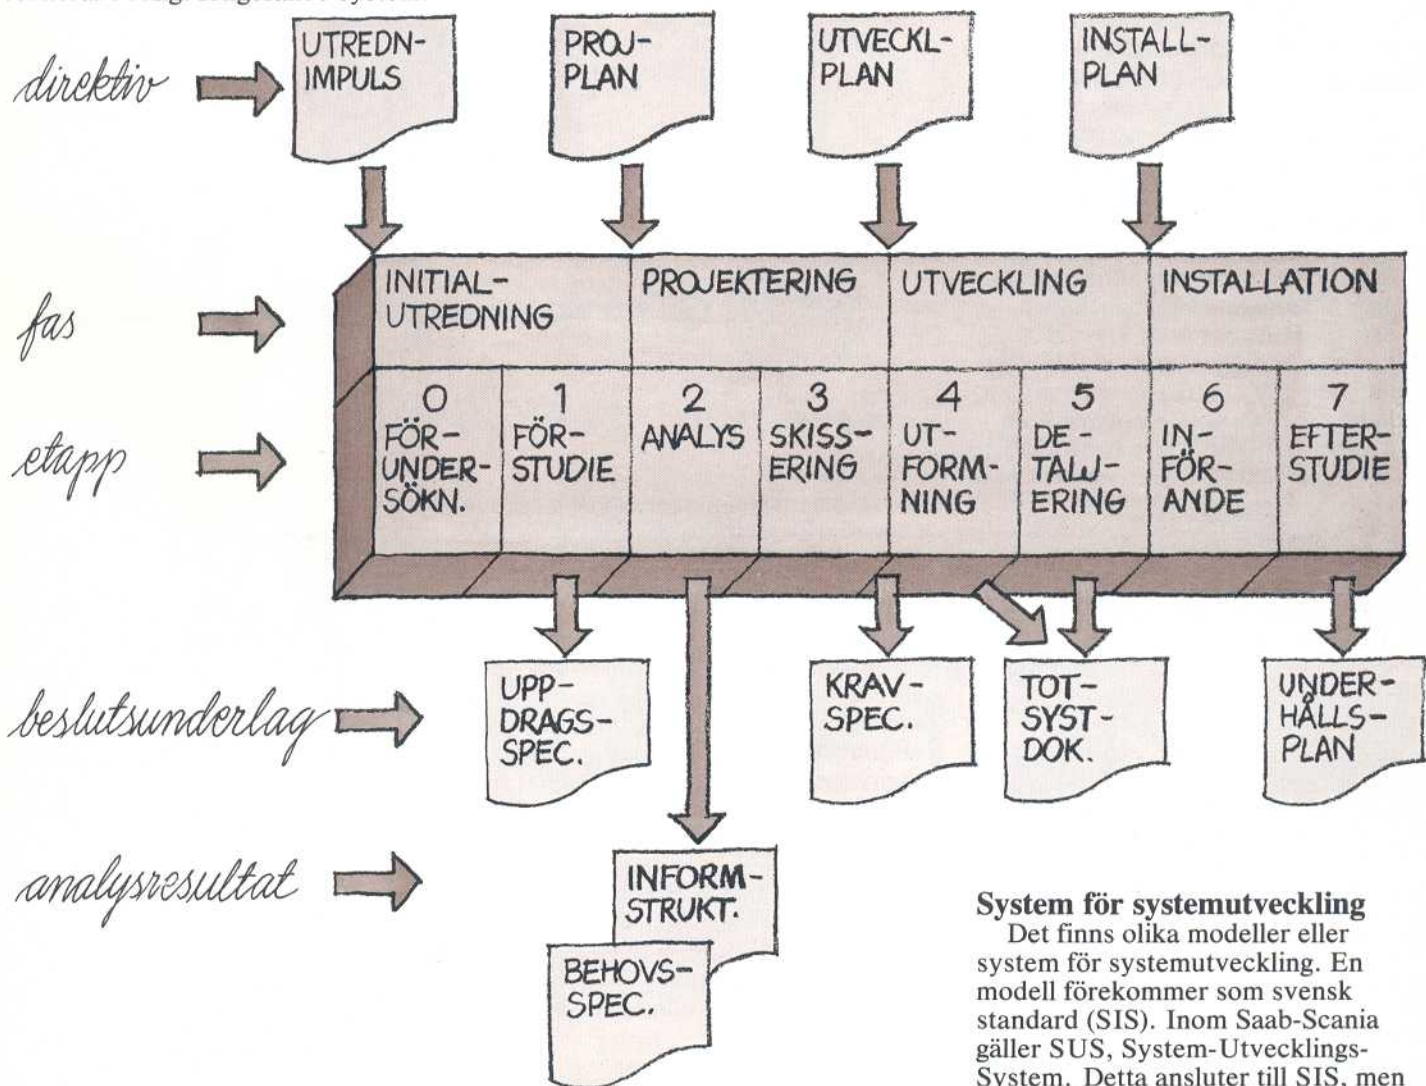 UTREDN-
IMPULS
PROJ-
PLAN
UTVECKL-
PLAN
INSTALL-
PLAN
direktiv
fas
INITIAL-
UTREDNING
PROJEKTERING
UTVECKLING
INSTALLATION
etapp
0
FÖR-
UNDER-
SÖKN.
1
FÖR-
STUDIE
2
ANALYS
3
SKISS-
ERING
4
UT-
FORM-
NING
5
DE-
TALJ-
ERING
6
IN-
FÖR-
ANDE
7
EFTER-
STUDIE
beslutsunderlag
UPP-
DRAGS-
SPEC.
KRAV-
SPEC.
TOT-
SYST-
DOK.
UNDER-
HÅLLS-
PLAN
analysresultat
INFORM-
STRUKT.
BEHOVS-
SPEC.
System för systemutveckling
Det finns olika modeller eller
system för systemutveckling. En
modell förekommer som svensk
standard (SIS). Inom Saab-Scania
gäller SUS, System-Utvecklings-
System. Detta ansluter till SIS, men